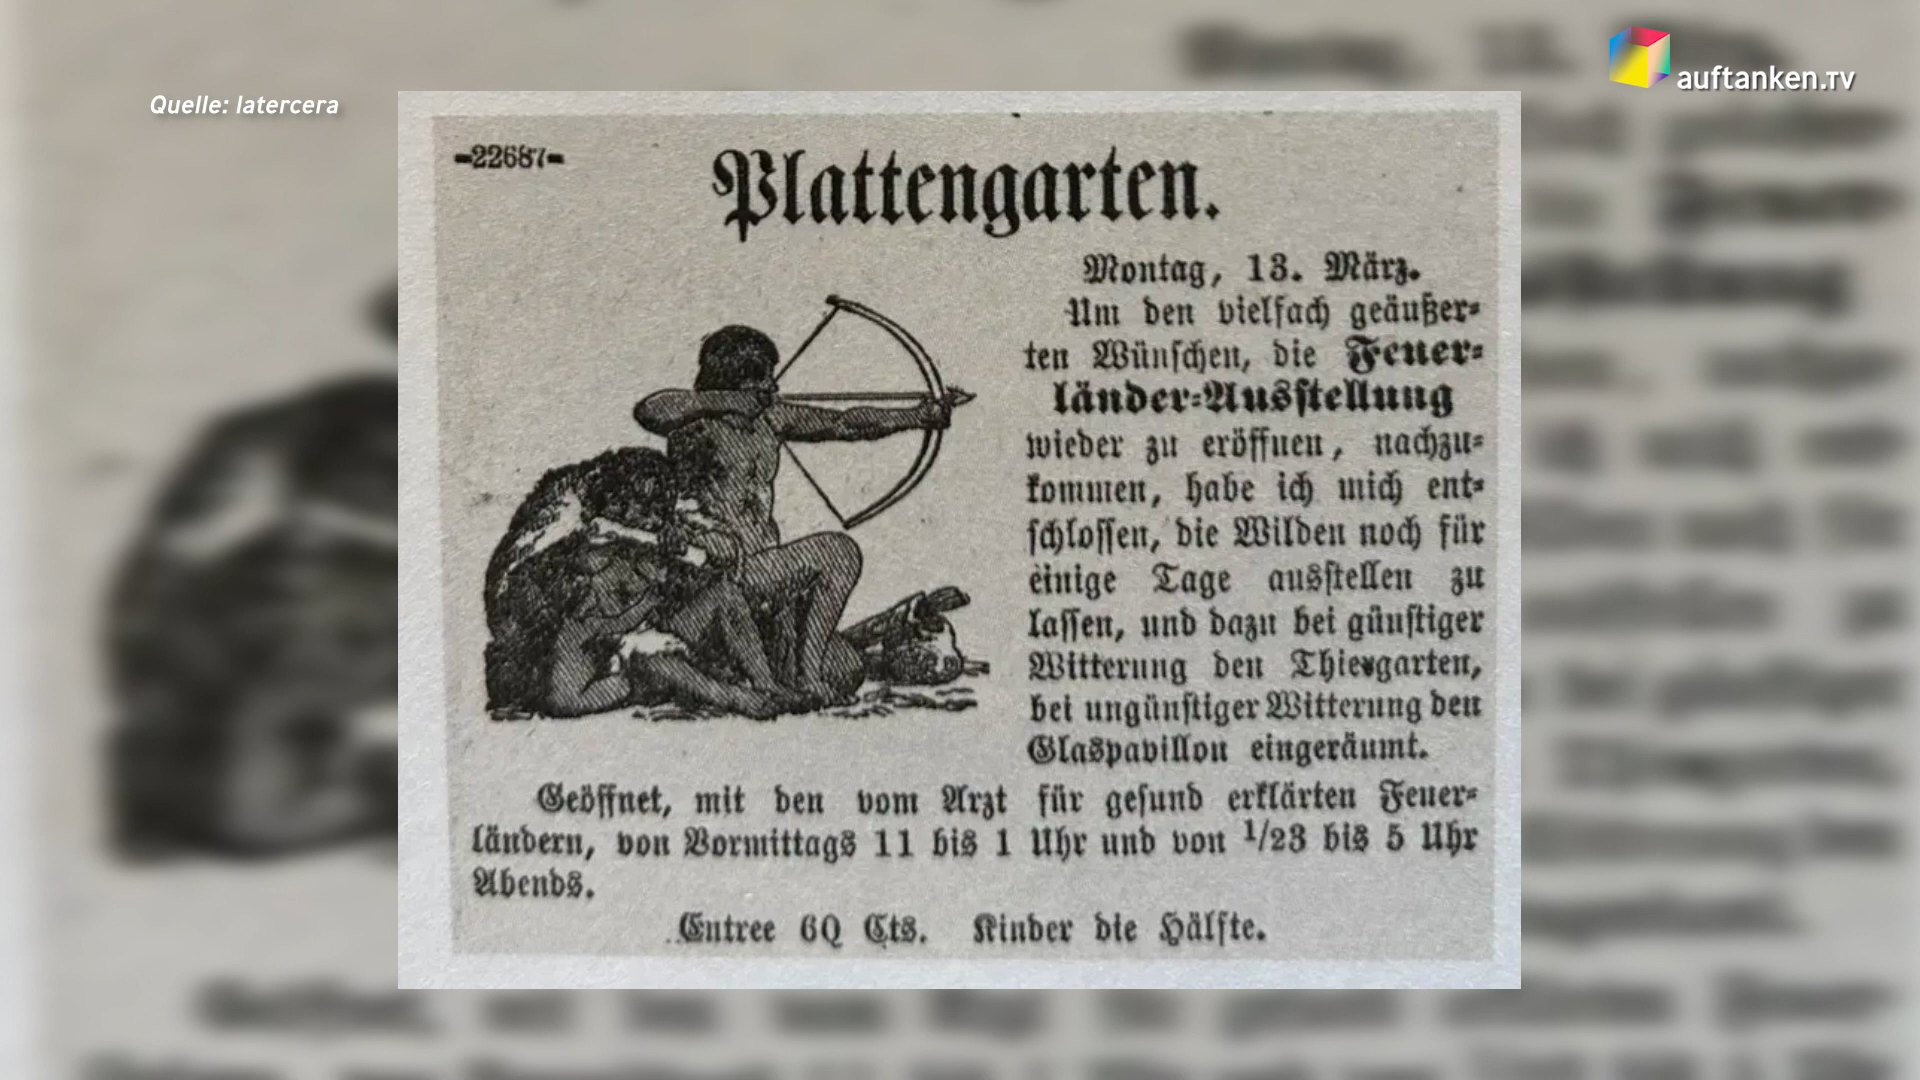 Quelle: latercera
auftanken.TV
-22687-
Plattengarten.
Montag, 13. März.
Um den vielfach geäußer-
ten Wünschen, die Feuer-
länder-Ausstellung
wieder zu eröffnen, nachzu-
kommen, habe ich mich ent-
schlossen, die Wilden noch für
einige Tage ausstellen zu
lassen, und dazu bei günstiger
Witterung den Thiergarten,
bei ungünstiger Witterung den
Glaspavillon eingeräumt.
Geöffnet, mit den vom Arzt für gesund erklärten Feuer-
ländern, von Vormittags 11 bis 1 Uhr und von 1/23 bis 5 Uhr
Abends.
Entree 60 Cts. Kinder die Hälfte.